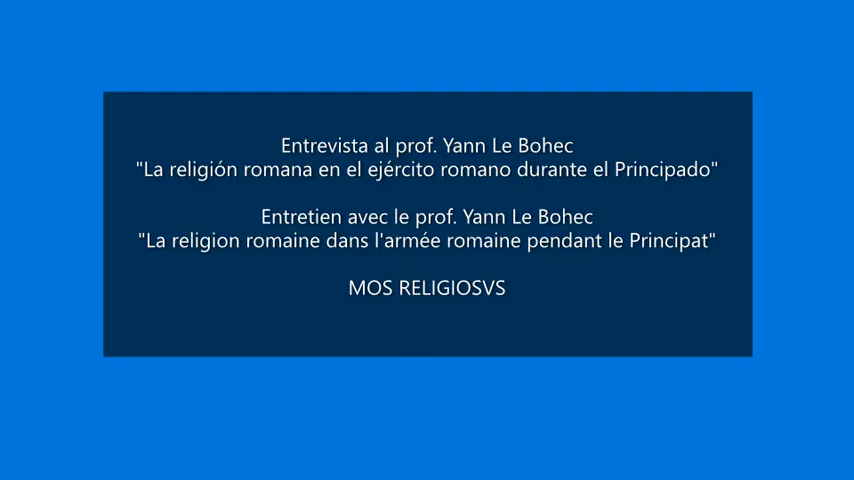 Entrevista al prof. Yann Le Bohec
"La religión romana en el ejército romano durante el Principado"
Entretien avec le prof. Yann Le Bohec
"La religion romaine dans l'armée romaine pendant le Principat"
MOS RELIGIOSVS